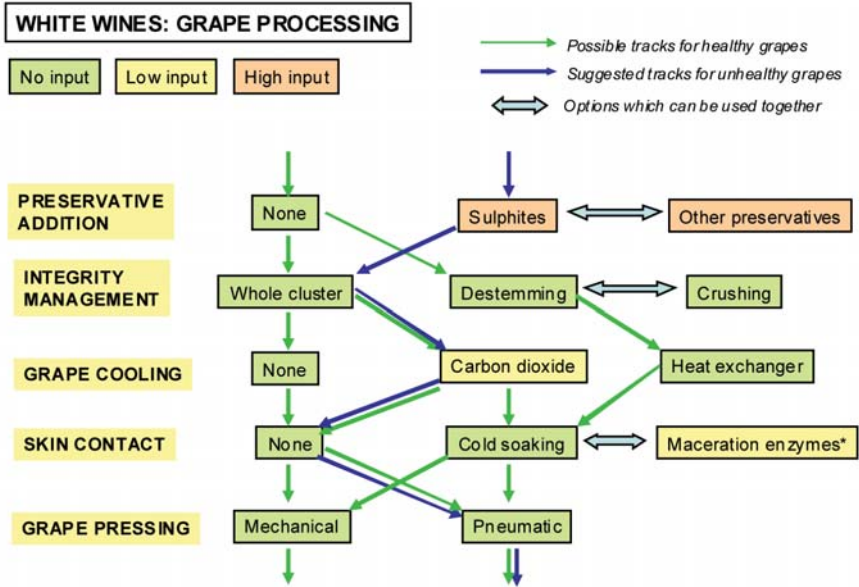 WHITE WINES: GRAPE PROCESSING
Possible tracks for healthy grapes
No input
Low input
High input
Suggested tracks for unhealthy grapes
Options which can be used together
PRESERVATIVE
ADDITION
None
Sulphites
Other preservatives
INTEGRITY
MANAGEMENT
Whole cluster
Destemming
Crushing
GRAPE COOLING
None
Carbon dioxide
Heat exchanger
SKIN CONTACT
None
Cold soaking
Maceration enzymes*
GRAPE PRESSING
Mechanical
Pneumatic